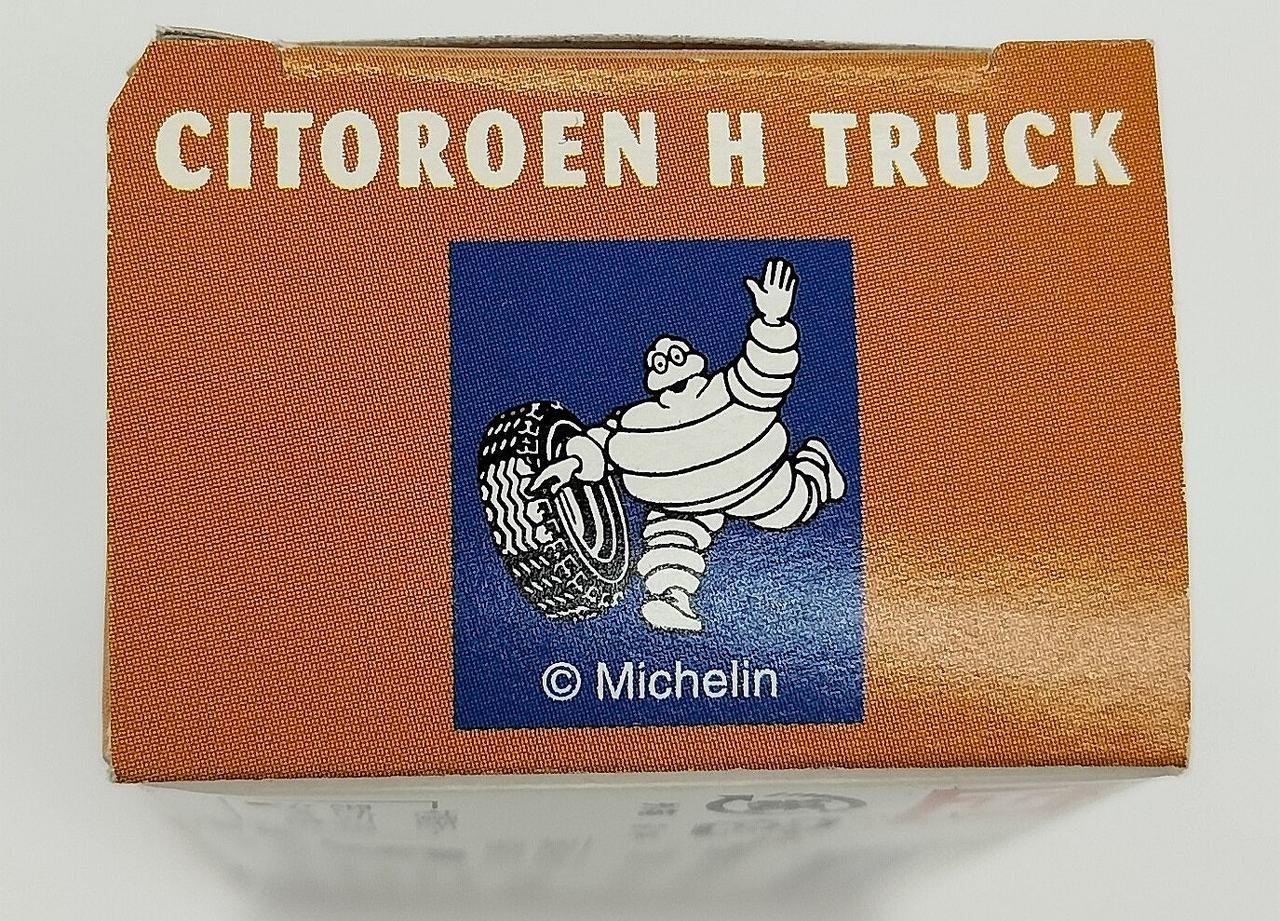 CITOROEN H TRUCK
© Michelin